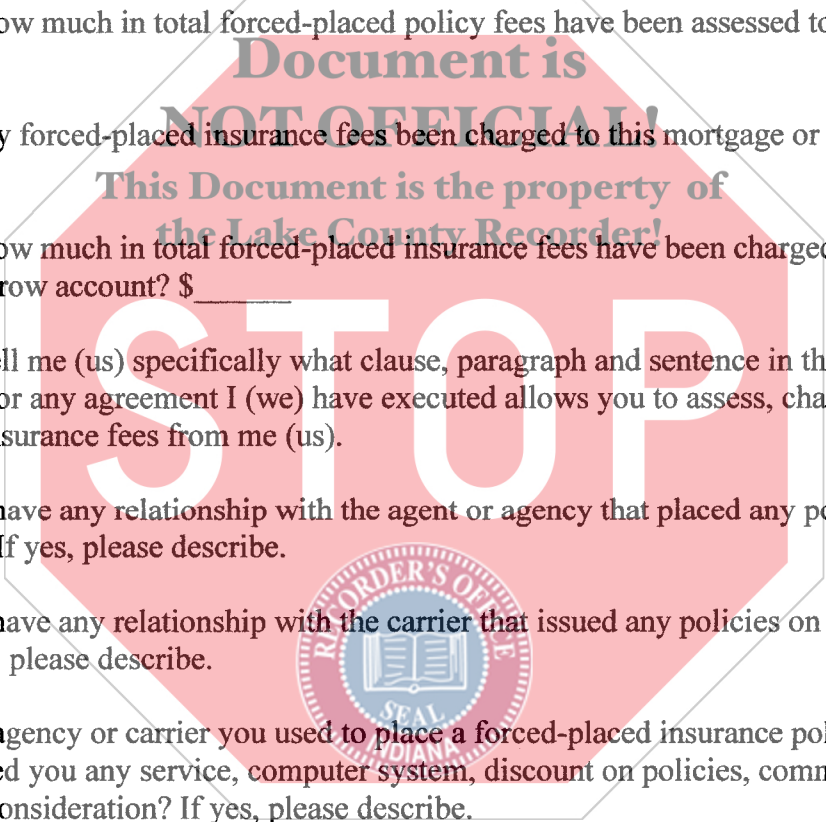 ow much in total forced-placed policy fees have been assessed to
Document is
NOT OFFICIAL!
y forced-placed insurance fees been charged to this mortgage or
This Document is the property of
the Lake County Recorder!
ow much in total forced-placed insurance fees have been charged
row account? $_______
STOP
ll me (us) specifically what clause, paragraph and sentence in th
or any agreement I (we) have executed allows you to assess, cha
surance fees from me (us).
have any relationship with the agent or agency that placed any po
If yes, please describe.
RECORDER'S OFFICE
have any relationship with the carrier that issued any policies on
please describe.
SEAL
INDIANA
agency or carrier you used to place a forced-placed insurance pol
ed you any service, computer system, discount on policies, comm
onsideration? If yes, please describe.